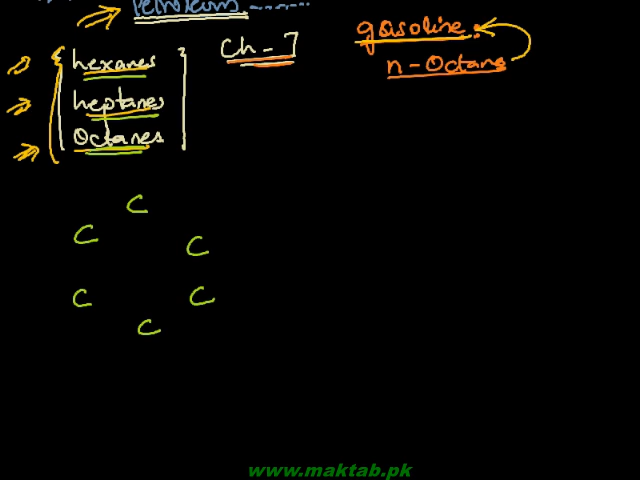 Petroleum
hexanes
heptanes
Octanes
Ch - 7
gasoline
n - Octane
C
C
C
C
C
C
www.maktab.pk